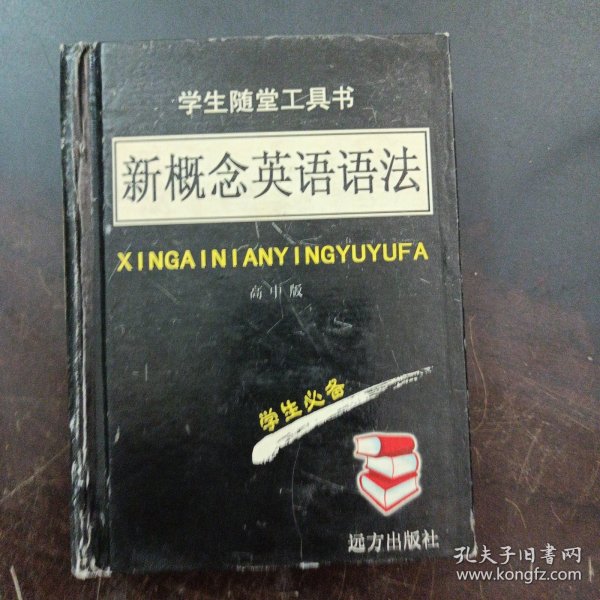 学生随堂工具书
新概念英语语法
XINGAINIANYINGYUYUFA
高中版
学生必备
远方出版社
孔夫子旧书网
www.kongfz.com